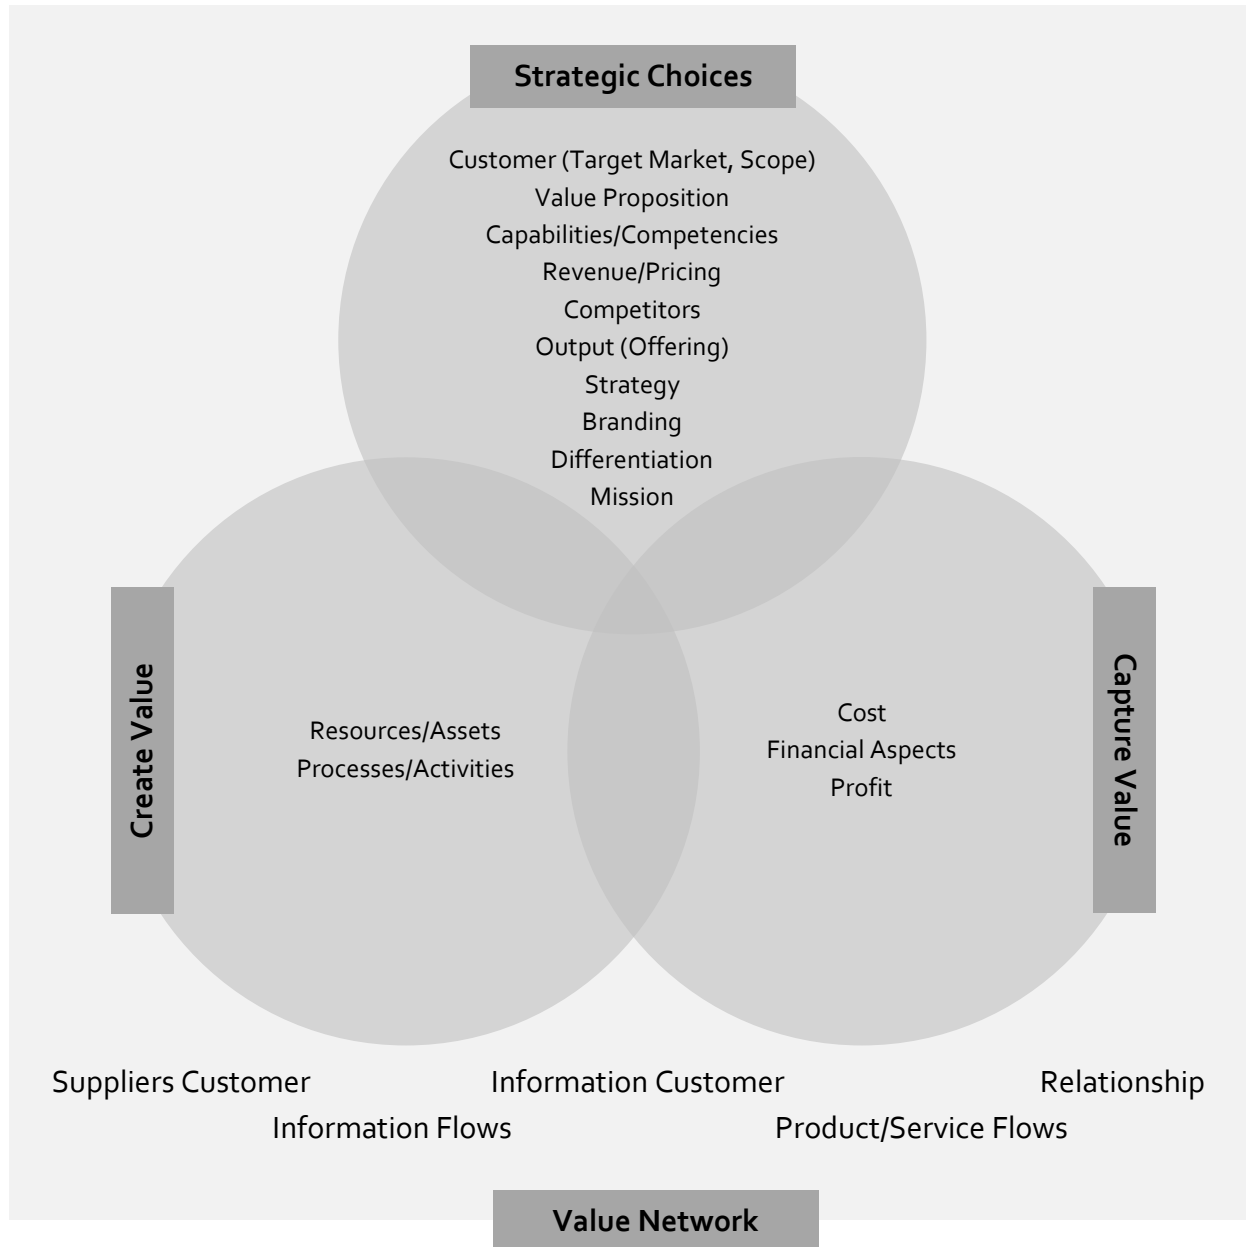 Strategic Choices
Customer (Target Market, Scope)
Value Proposition
Capabilities/Competencies
Revenue/Pricing
Competitors
Output (Offering)
Strategy
Branding
Differentiation
Mission
Create Value
Resources/Assets
Processes/Activities
Cost
Financial Aspects
Profit
Capture Value
Suppliers Customer
Information Customer
Relationship
Information Flows
Product/Service Flows
Value Network